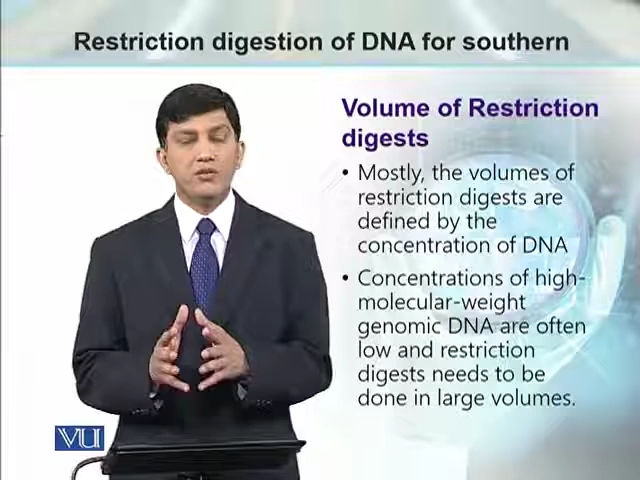 Restriction digestion of DNA for southern
Volume of Restriction
digests
• Mostly, the volumes of
restriction digests are
defined by the
concentration of DNA
• Concentrations of high-
molecular-weight
genomic DNA are often
low and restriction
digests needs to be
done in large volumes.
VU